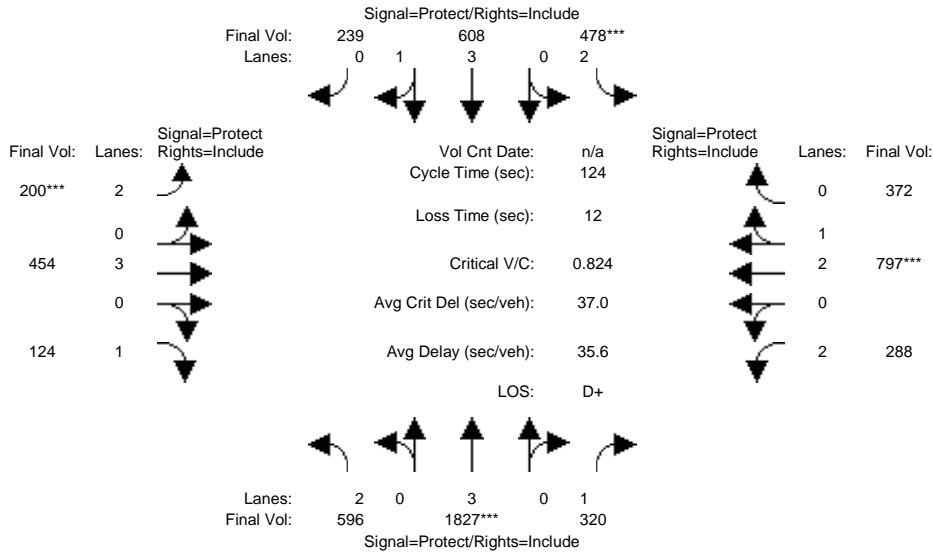 Signal=Protect/Rights=Include
Final Vol: 239 608 478***
Lanes: 0 1 3 0 2
Signal=Protect Signal=Protect
Final Vol: Lanes: Rights=Include Vol Cnt Date: n/a Rights=Include Lanes: Final Vol:
Cycle Time (sec): 124
200*** 2 0 372
Loss Time (sec): 12
0 1
454 3 Critical V/C: 0.824 2 797***
0 Avg Crit Del (sec/veh): 37.0 0
124 1 Avg Delay (sec/veh): 35.6 2 288
LOS: D+
Lanes: 2 0 3 0 1
Final Vol: 596 1827*** 320
Signal=Protect/Rights=Include